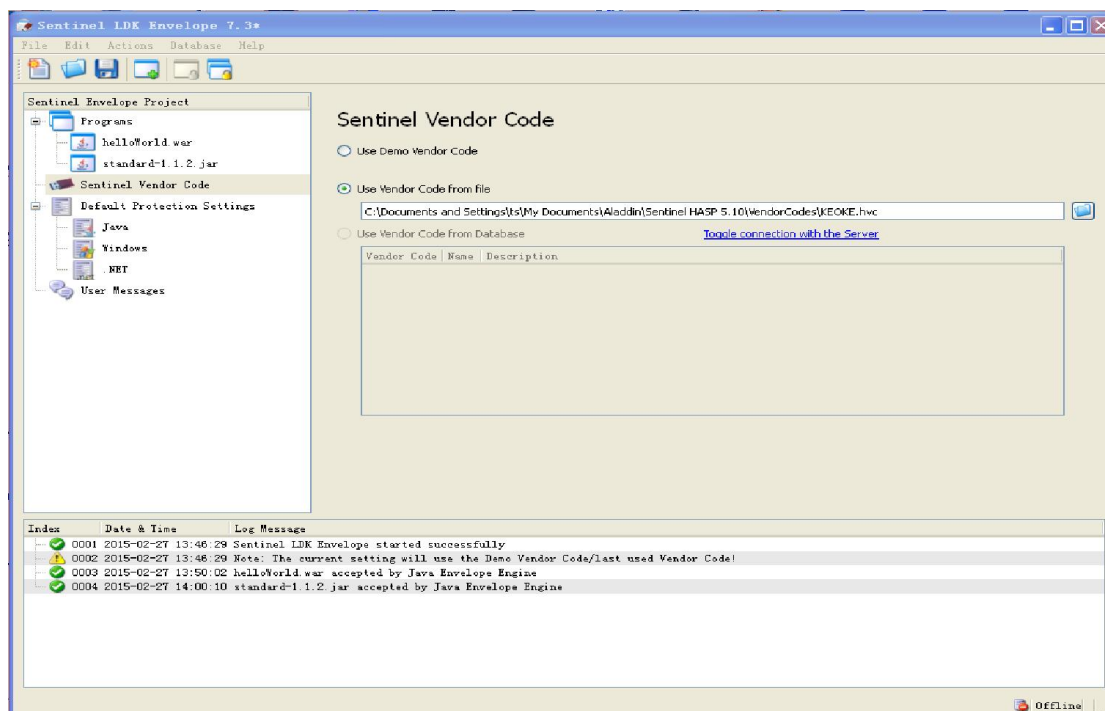 Sentinel LDK Envelope 7.3*
File Edit Actions Database Help
Sentinel Envelope Project
Programs
helloWorld.war
standard-1.1.2.jar
Sentinel Vendor Code
Default Protection Settings
Java
Windows
.NET
User Messages
Sentinel Vendor Code
Use Demo Vendor Code
Use Vendor Code from file
C:\Documents and Settings\ts\My Documents\Aladdin\Sentinel HASP 5.10\VendorCodes\KEOKE.hvc
Use Vendor Code from Database Toggle connection with the Server
Vendor Code Name Description
Index Date & Time Log Message
0001 2015-02-27 13:46:29 Sentinel LDK Envelope started successfully
0002 2015-02-27 13:46:29 Note: The current setting will use the Demo Vendor Code/last used Vendor Code!
0003 2015-02-27 13:50:02 helloWorld.war accepted by Java Envelope Engine
0004 2015-02-27 14:00:10 standard-1.1.2.jar accepted by Java Envelope Engine
Offline